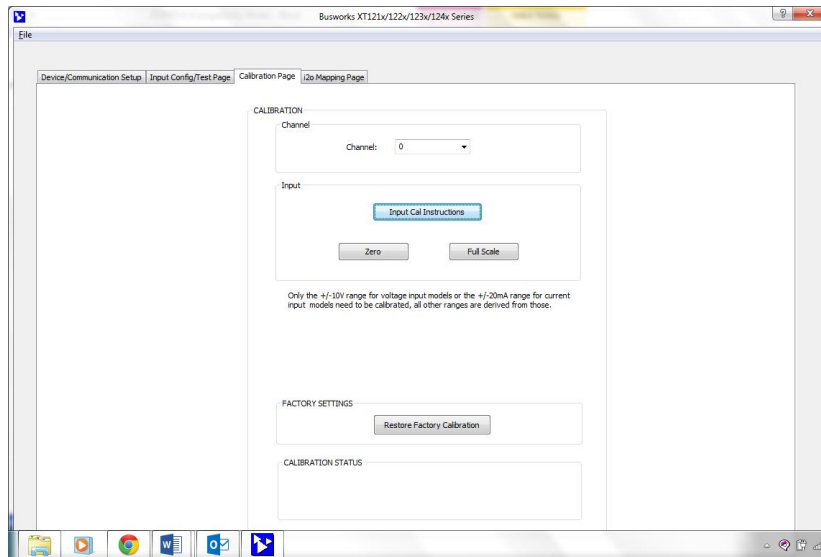 Busworks XT121x/122x/123x/124x Series
File
Device/Communication Setup
Input Config/Test Page
Calibration Page
i2o Mapping Page
CALIBRATION
Channel
Channel: 0
Input
Input Cal Instructions
Zero
Full Scale
Only the +/-10V range for voltage input models or the +/-20mA range for current
input models need to be calibrated, all other ranges are derived from those.
FACTORY SETTINGS
Restore Factory Calibration
CALIBRATION STATUS